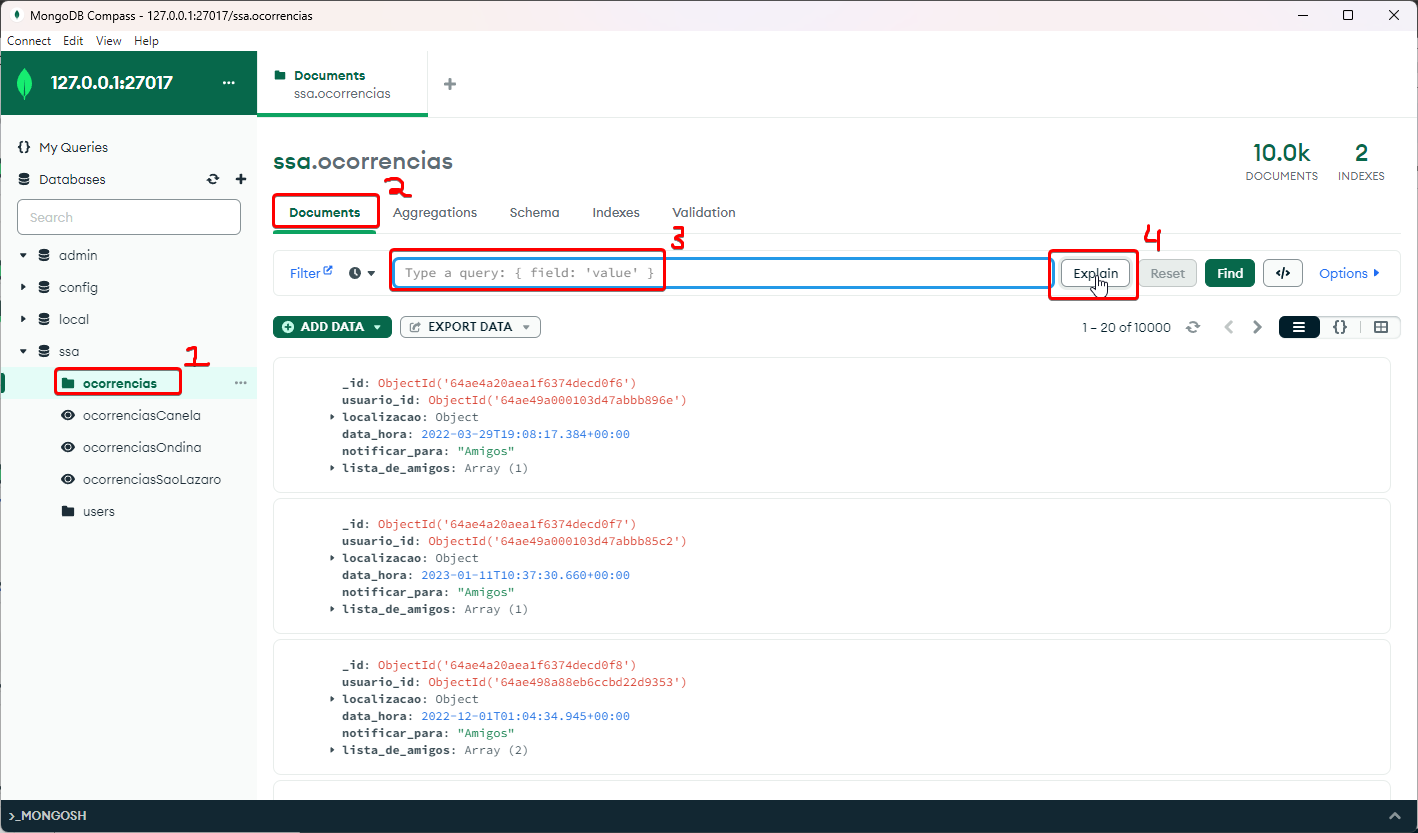 MongoDB Compass - 127.0.0.1:27017/ssa.ocorrencias
Connect Edit View Help
127.0.0.1:27017 ...
Documents
ssa.ocorrencias
+
{} My Queries
Databases
Search
admin
config
local
ssa
1
ocorrencias ...
ocorrenciasCanela
ocorrenciasOndina
ocorrenciasSaoLazaro
users
ssa.ocorrencias
10.0k
DOCUMENTS
2
INDEXES
2
Documents Aggregations Schema Indexes Validation
3
4
Filter Type a query: { field: 'value' } Explain Reset Find </> Options
ADD DATA EXPORT DATA 1 – 20 of 10000 {}
_id: ObjectId('64ae4a20aea1f6374decd0f6')
usuario_id: ObjectId('64ae49a000103d47abbb896e')
localizacao: Object
data_hora: 2022-03-29T19:08:17.384+00:00
notificar_para: "Amigos"
lista_de_amigos: Array (1)
_id: ObjectId('64ae4a20aea1f6374decd0f7')
usuario_id: ObjectId('64ae49a000103d47abbb85c2')
localizacao: Object
data_hora: 2023-01-11T10:37:30.660+00:00
notificar_para: "Amigos"
lista_de_amigos: Array (1)
_id: ObjectId('64ae4a20aea1f6374decd0f8')
usuario_id: ObjectId('64ae498a88eb6ccbd22d9353')
localizacao: Object
data_hora: 2022-12-01T01:04:34.945+00:00
notificar_para: "Amigos"
lista_de_amigos: Array (2)
>_MONGOSH